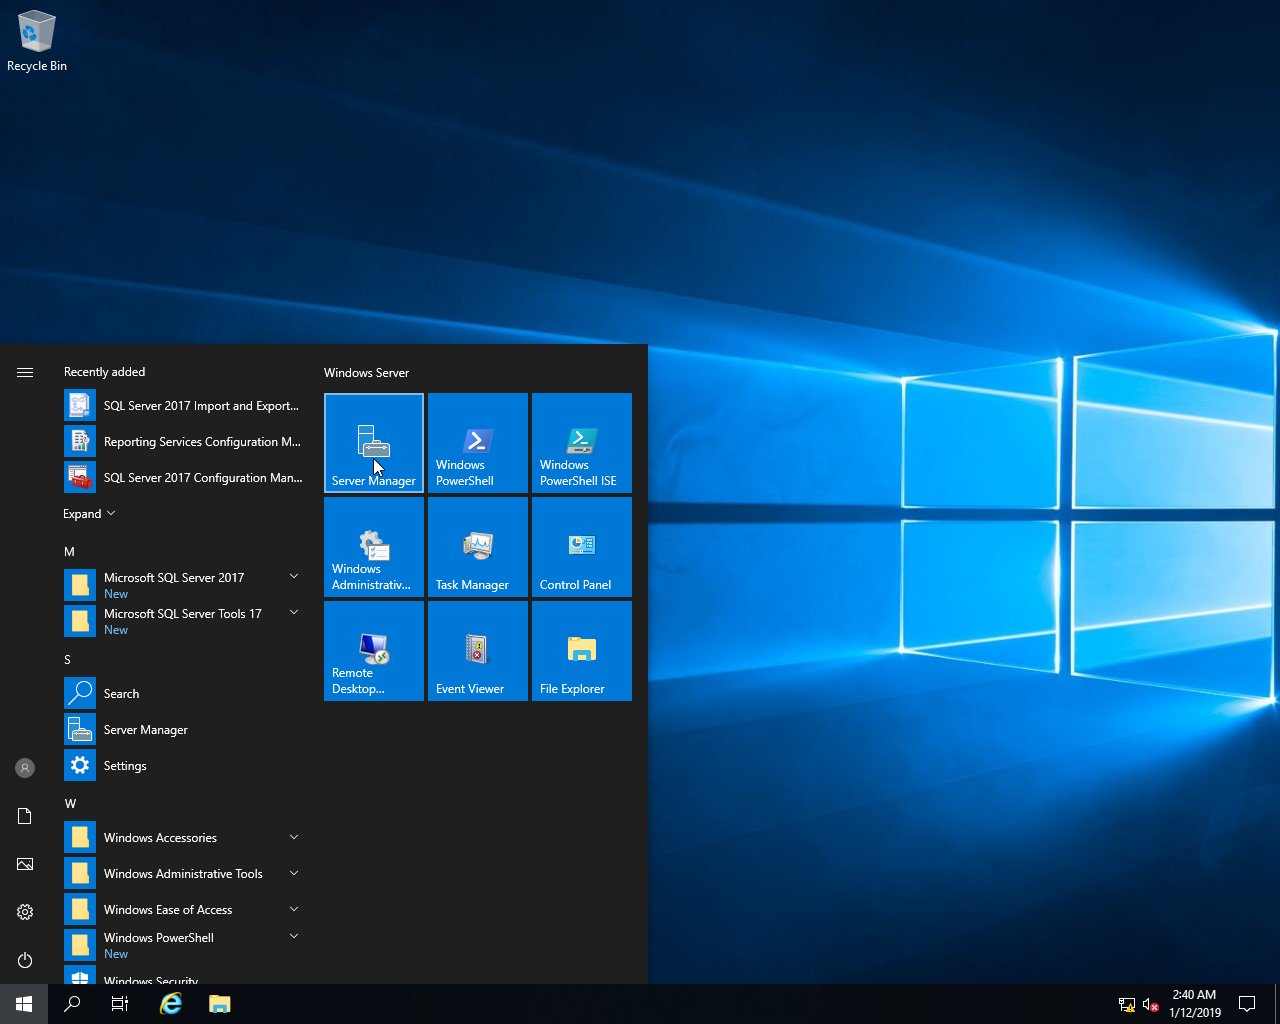 Recycle Bin
Recently added
SQL Server 2017 Import and Export...
Reporting Services Configuration M...
SQL Server 2017 Configuration Man...
Expand
M
Microsoft SQL Server 2017
New
Microsoft SQL Server Tools 17
New
S
Search
Server Manager
Settings
W
Windows Accessories
Windows Administrative Tools
Windows Ease of Access
Windows PowerShell
New
Windows Security
Windows Server
Server Manager
Windows
PowerShell
Windows
PowerShell ISE
Windows
Administrativ...
Task Manager
Control Panel
Remote
Desktop...
Event Viewer
File Explorer
2:40 AM
1/12/2019